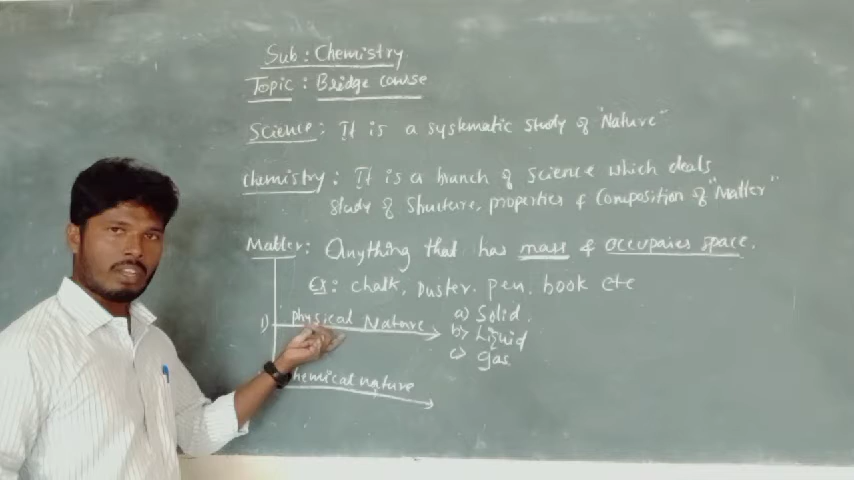 Sub : Chemistry
Topic : Bridge course
Science : It is a systematic study of "Nature"
Chemistry : It is a branch of science which deals
study of structure, properties & Composition of "Matter"
Matter : Anything that has mass & occupaies space.
Ex : chalk, Duster, pen, book etc
1) physical Nature a) Solid.
b) Liquid
c) gas
chemical nature